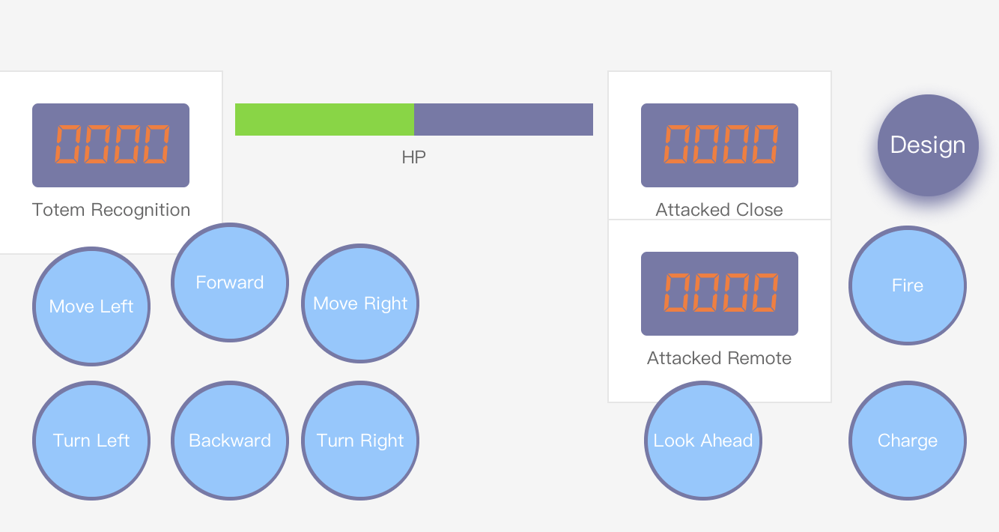 0000
Totem Recognition
HP
0000
Attacked Close
Design
Move Left
Forward
Move Right
0000
Attacked Remote
Fire
Turn Left
Backward
Turn Right
Look Ahead
Charge